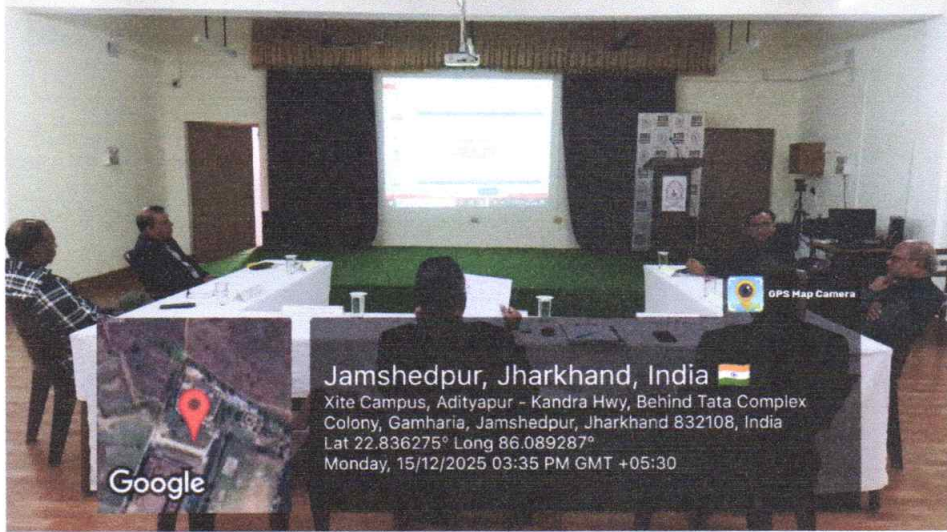 GPS Map Camera
Jamshedpur, Jharkhand, India
Xite Campus, Adityapur - Kandra Hwy, Behind Tata Complex
Colony, Gamharia, Jamshedpur, Jharkhand 832108, India
Lat 22.836275° Long 86.089287°
Monday, 15/12/2025 03:35 PM GMT +05:30
Google